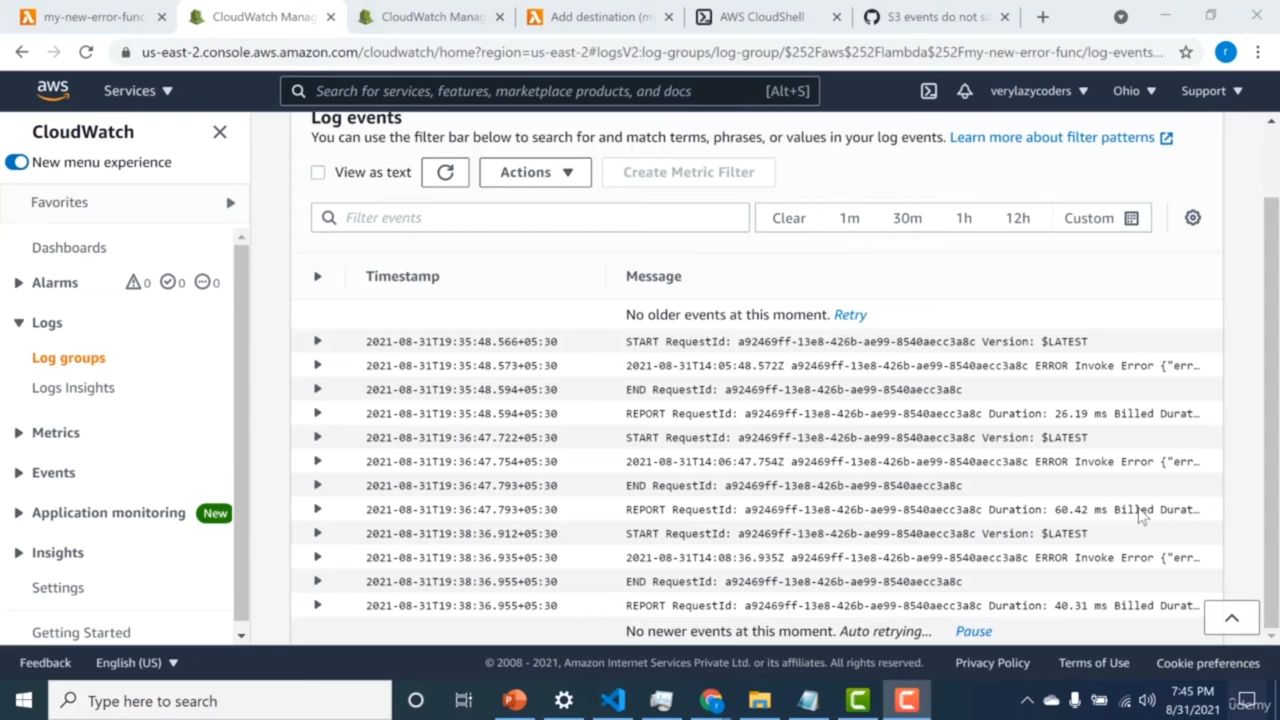 my-new-error-func
CloudWatch Manag
CloudWatch Manag
Add destination (my
AWS CloudShell
S3 events do not su
us-east-2.console.aws.amazon.com/cloudwatch/home?region=us-east-2#logsV2:log-groups/log-group/$252Faws$252Flambda$252Fmy-new-error-func/log-events...
r
aws
Services
Search for services, features, marketplace products, and docs
[Alt+S]
verylazycoders
Ohio
Support
CloudWatch
New menu experience
Favorites
Dashboards
Alarms
0
0
0
Logs
Log groups
Logs Insights
Metrics
Events
Application monitoring
New
Insights
Settings
Getting Started
Log events
You can use the filter bar below to search for and match terms, phrases, or values in your log events. Learn more about filter patterns
View as text
Actions
Create Metric Filter
Filter events
Clear
1m
30m
1h
12h
Custom
Timestamp
Message
No older events at this moment. Retry
2021-08-31T19:35:48.566+05:30 START RequestId: a92469ff-13e8-426b-ae99-8540aecc3a8c Version: $LATEST
2021-08-31T19:35:48.573+05:30 2021-08-31T14:05:48.572Z a92469ff-13e8-426b-ae99-8540aecc3a8c ERROR Invoke Error {"err...
2021-08-31T19:35:48.594+05:30 END RequestId: a92469ff-13e8-426b-ae99-8540aecc3a8c
2021-08-31T19:35:48.594+05:30 REPORT RequestId: a92469ff-13e8-426b-ae99-8540aecc3a8c Duration: 26.19 ms Billed Durat...
2021-08-31T19:36:47.722+05:30 START RequestId: a92469ff-13e8-426b-ae99-8540aecc3a8c Version: $LATEST
2021-08-31T19:36:47.754+05:30 2021-08-31T14:06:47.754Z a92469ff-13e8-426b-ae99-8540aecc3a8c ERROR Invoke Error {"err...
2021-08-31T19:36:47.793+05:30 END RequestId: a92469ff-13e8-426b-ae99-8540aecc3a8c
2021-08-31T19:36:47.793+05:30 REPORT RequestId: a92469ff-13e8-426b-ae99-8540aecc3a8c Duration: 60.42 ms Billed Durat...
2021-08-31T19:38:36.912+05:30 START RequestId: a92469ff-13e8-426b-ae99-8540aecc3a8c Version: $LATEST
2021-08-31T19:38:36.935+05:30 2021-08-31T14:08:36.935Z a92469ff-13e8-426b-ae99-8540aecc3a8c ERROR Invoke Error {"err...
2021-08-31T19:38:36.955+05:30 END RequestId: a92469ff-13e8-426b-ae99-8540aecc3a8c
2021-08-31T19:38:36.955+05:30 REPORT RequestId: a92469ff-13e8-426b-ae99-8540aecc3a8c Duration: 40.31 ms Billed Durat...
No newer events at this moment. Auto retrying... Pause
Feedback
English (US)
© 2008 - 2021, Amazon Internet Services Private Ltd. or its affiliates. All rights reserved.
Privacy Policy
Terms of Use
Cookie preferences
Type here to search
7:45 PM
8/31/2021
udemy